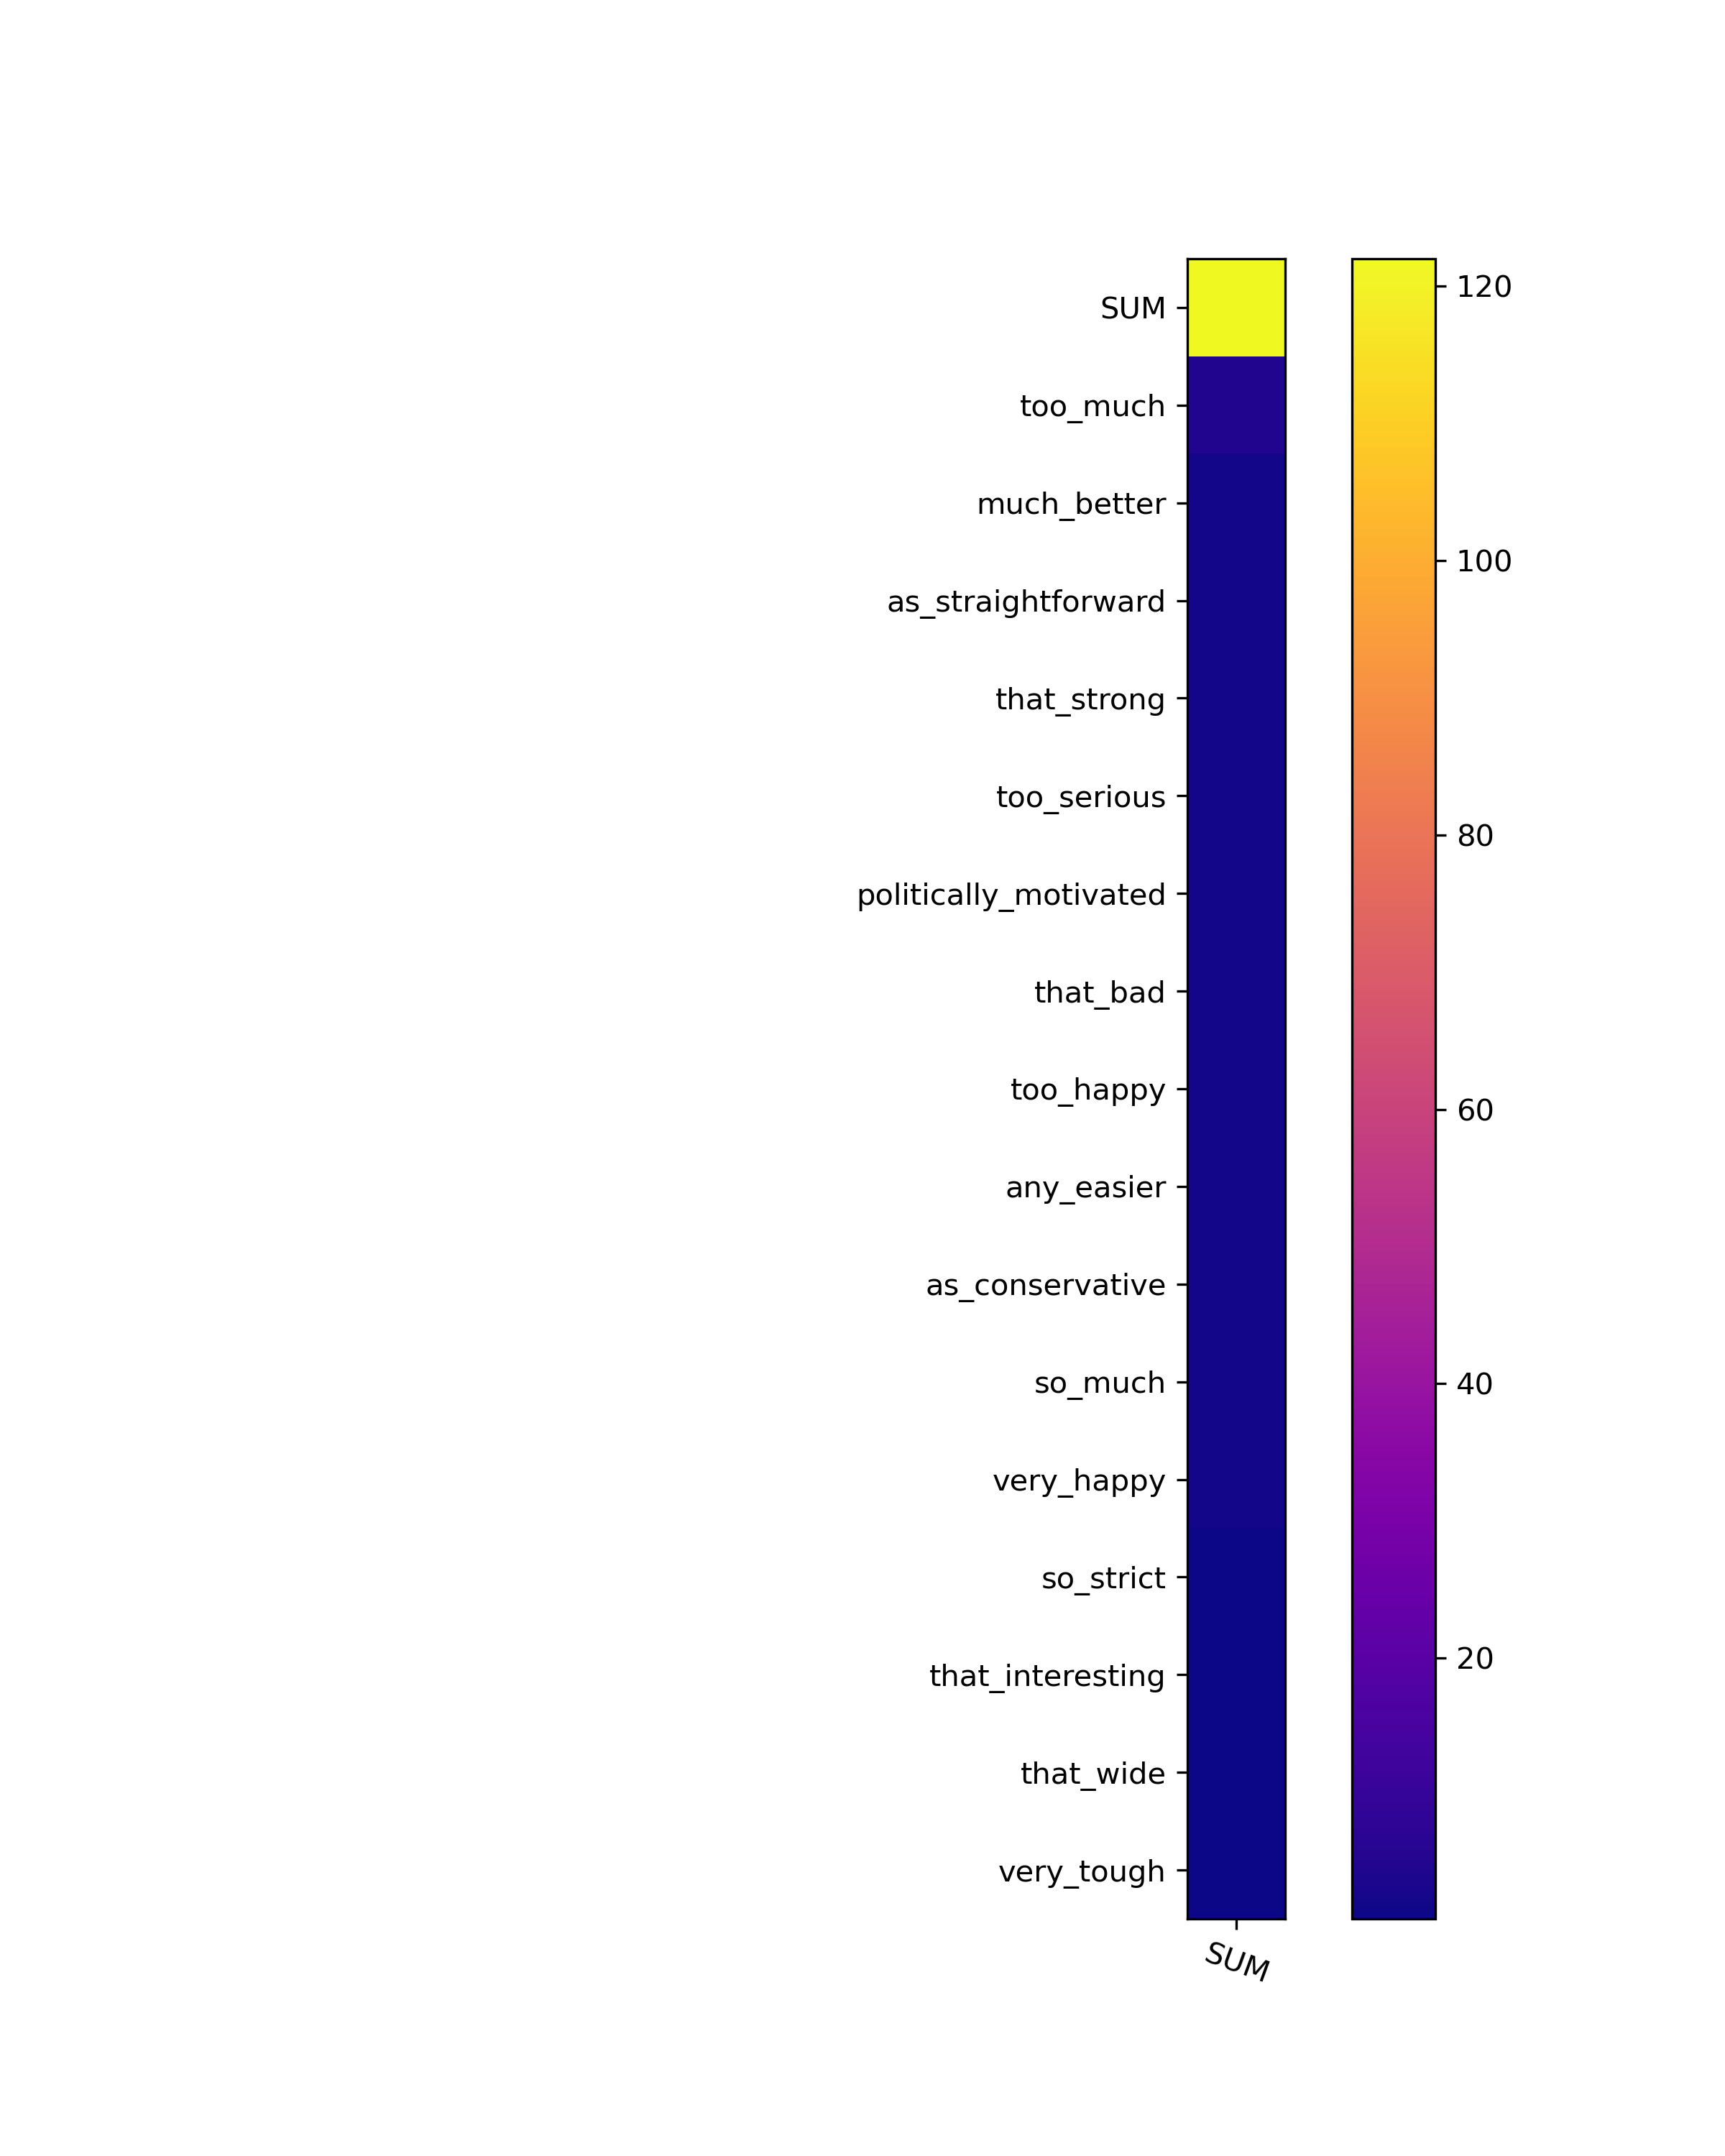 SUM
too_much
much_better
as_straightforward
that_strong
too_serious
politically_motivated
that_bad
too_happy
any_easier
as_conservative
so_much
very_happy
so_strict
that_interesting
that_wide
very_tough
SUM
120
100
80
60
40
20